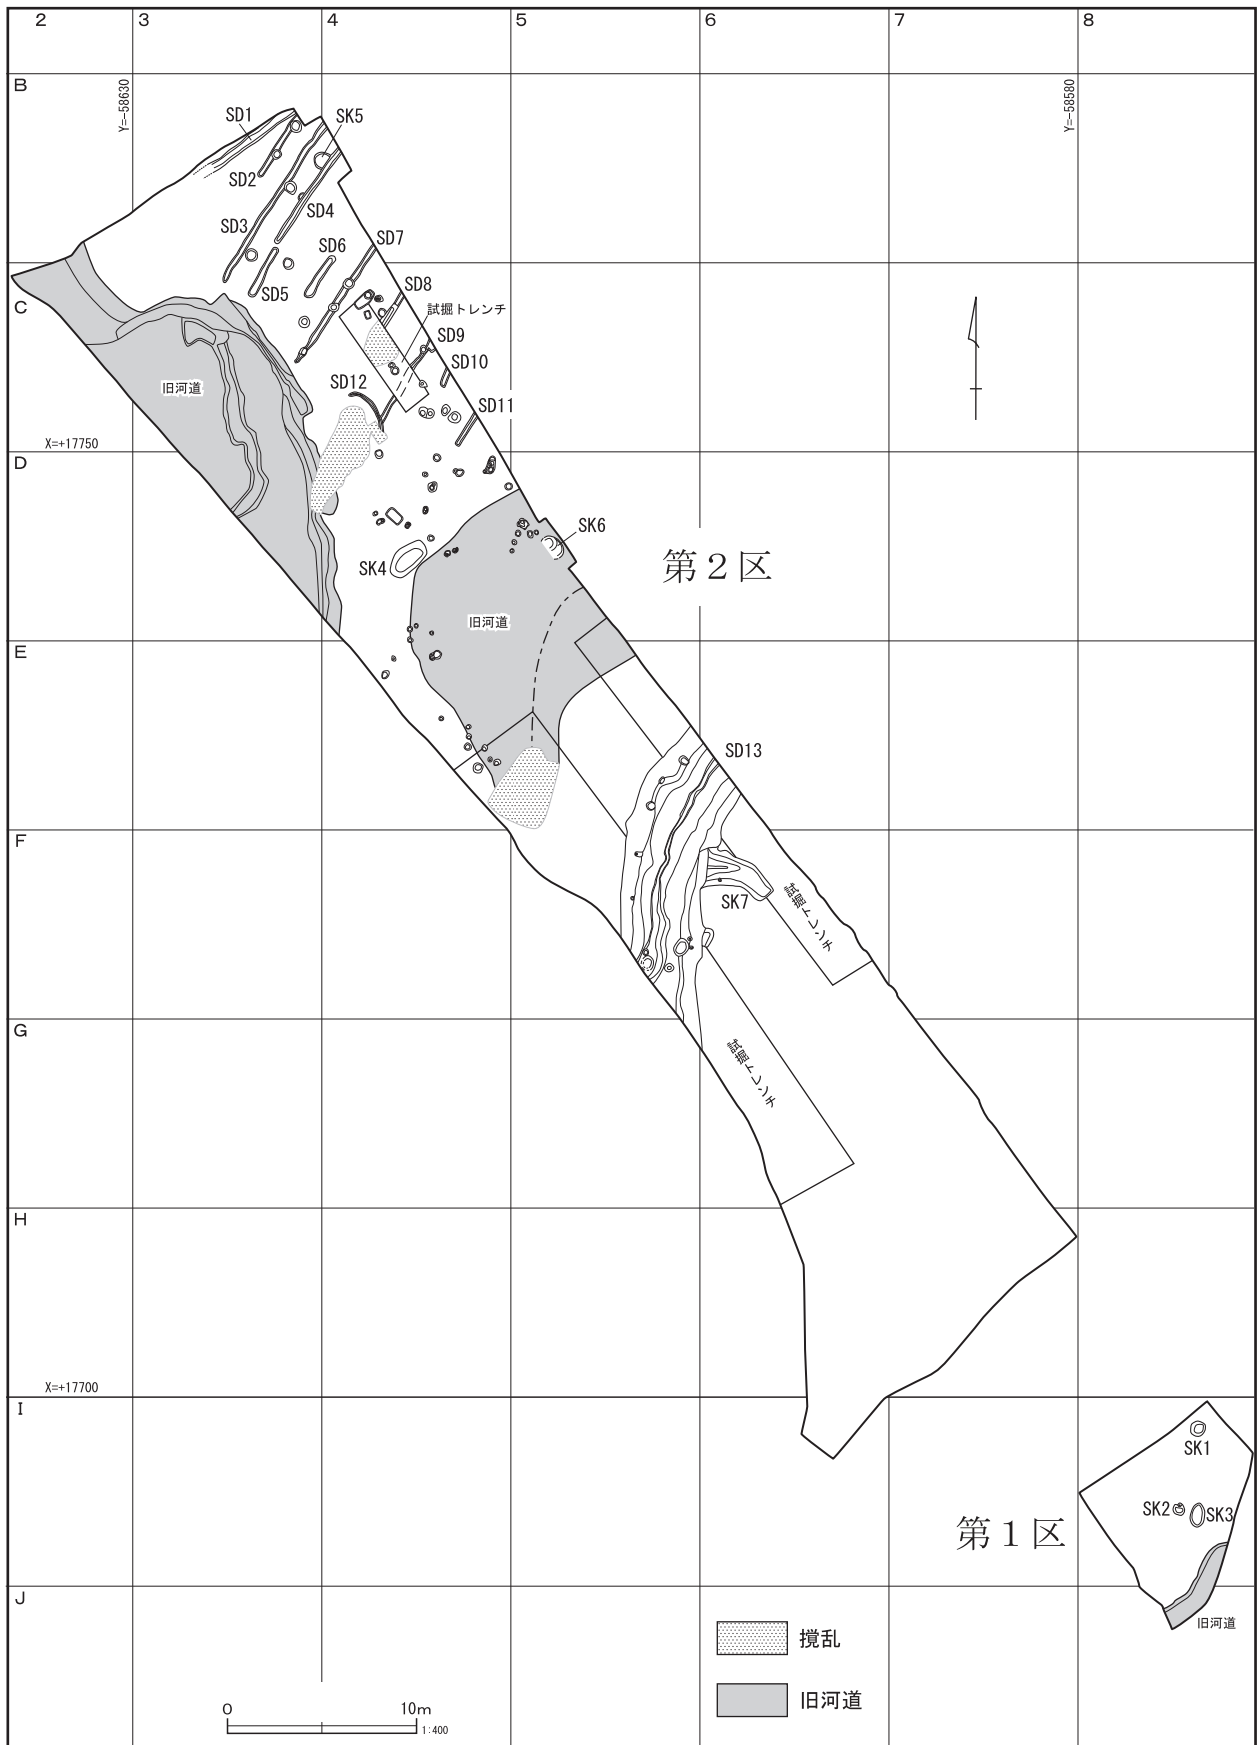 2
3
4
5
6
7
8
B
Y=-58630
Y=-58580
SD1
SK5
SD2
SD3
SD4
SD6
SD7
SD5
SD8
C
試掘トレンチ
SD9
SD10
旧河道
SD12
SD11
X=+17750
D
SK6
SK4
第2区
旧河道
E
SD13
F
SK7
試掘トレンチ
G
試掘トレンチ
H
X=+17700
I
SK1
SK2
SK3
第1区
J
旧河道
撹乱
旧河道
0
10m
1:400